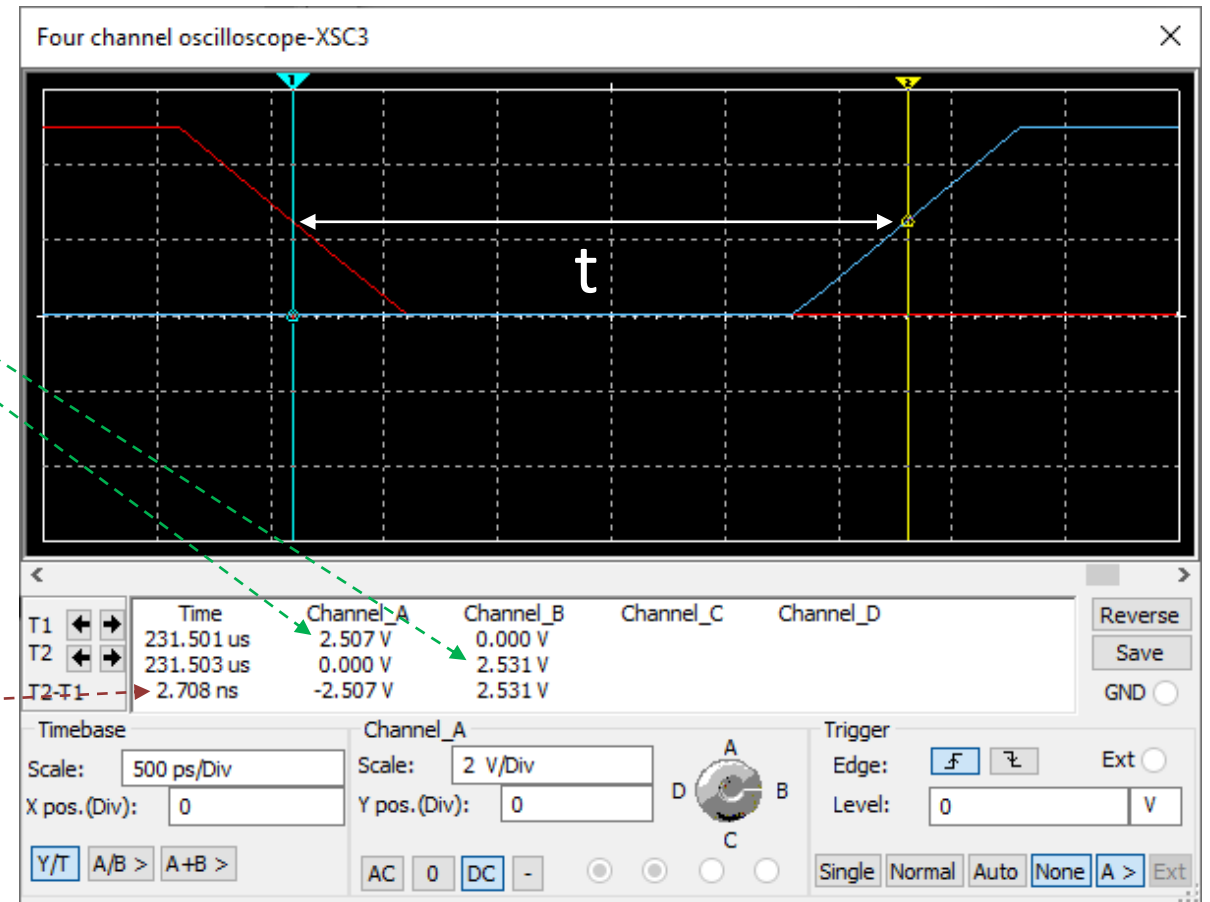 Four channel oscilloscope-XSC3
1
2
t
T1
T2
T2-T1
Time Channel_A Channel_B Channel_C Channel_D
231.501 us 2.507 V 0.000 V
231.503 us 0.000 V 2.531 V
2.708 ns -2.507 V 2.531 V
Reverse
Save
GND
Timebase
Scale: 500 ps/Div
X pos.(Div): 0
Y/T A/B > A+B >
Channel_A
Scale: 2 V/Div
Y pos.(Div): 0
AC 0 DC -
A
D B
C
Trigger
Edge: Ext
Level: 0 V
Single Normal Auto None A > Ext